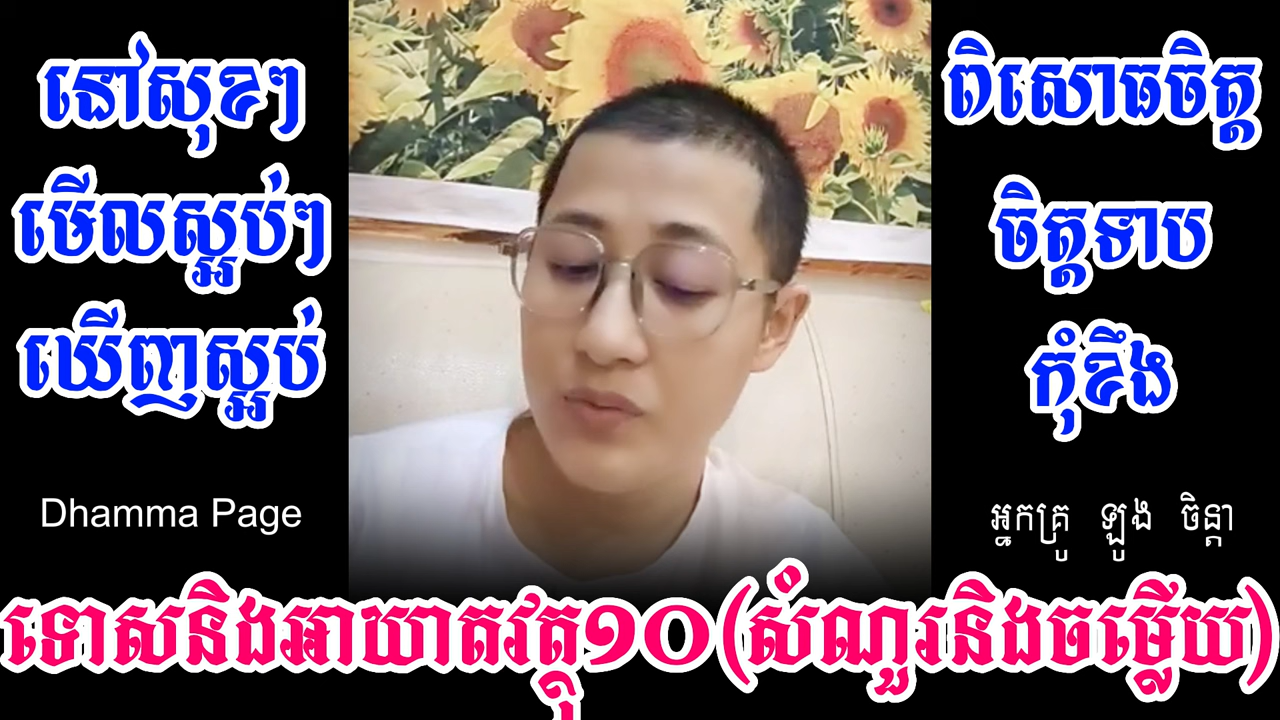 នៅសុខៗ
មើលស្អប់ៗ
ឃើញស្អប់
Dhamma Page
ពិសោធចិត្ត
ចិត្តទាប
កុំខឹង
អ្នកគ្រូ ឡូង ចិន្តា
ទោសនិងអាឃាតវត្ថុ១០(សំណួរនិងចម្លើយ)